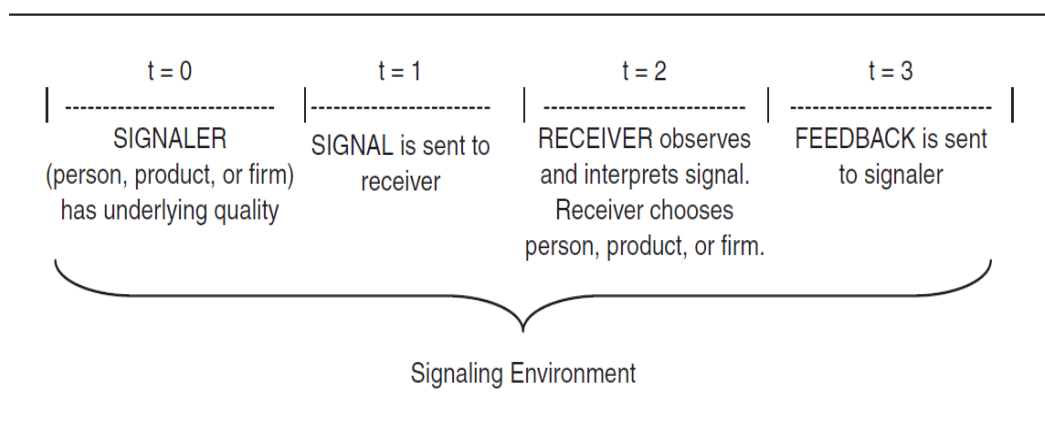 t = 0
t = 1
t = 2
t = 3
SIGNALER
(person, product, or firm)
has underlying quality
SIGNAL is sent to
receiver
RECEIVER observes
and interprets signal.
Receiver chooses
person, product, or firm.
FEEDBACK is sent
to signaler
Signaling Environment